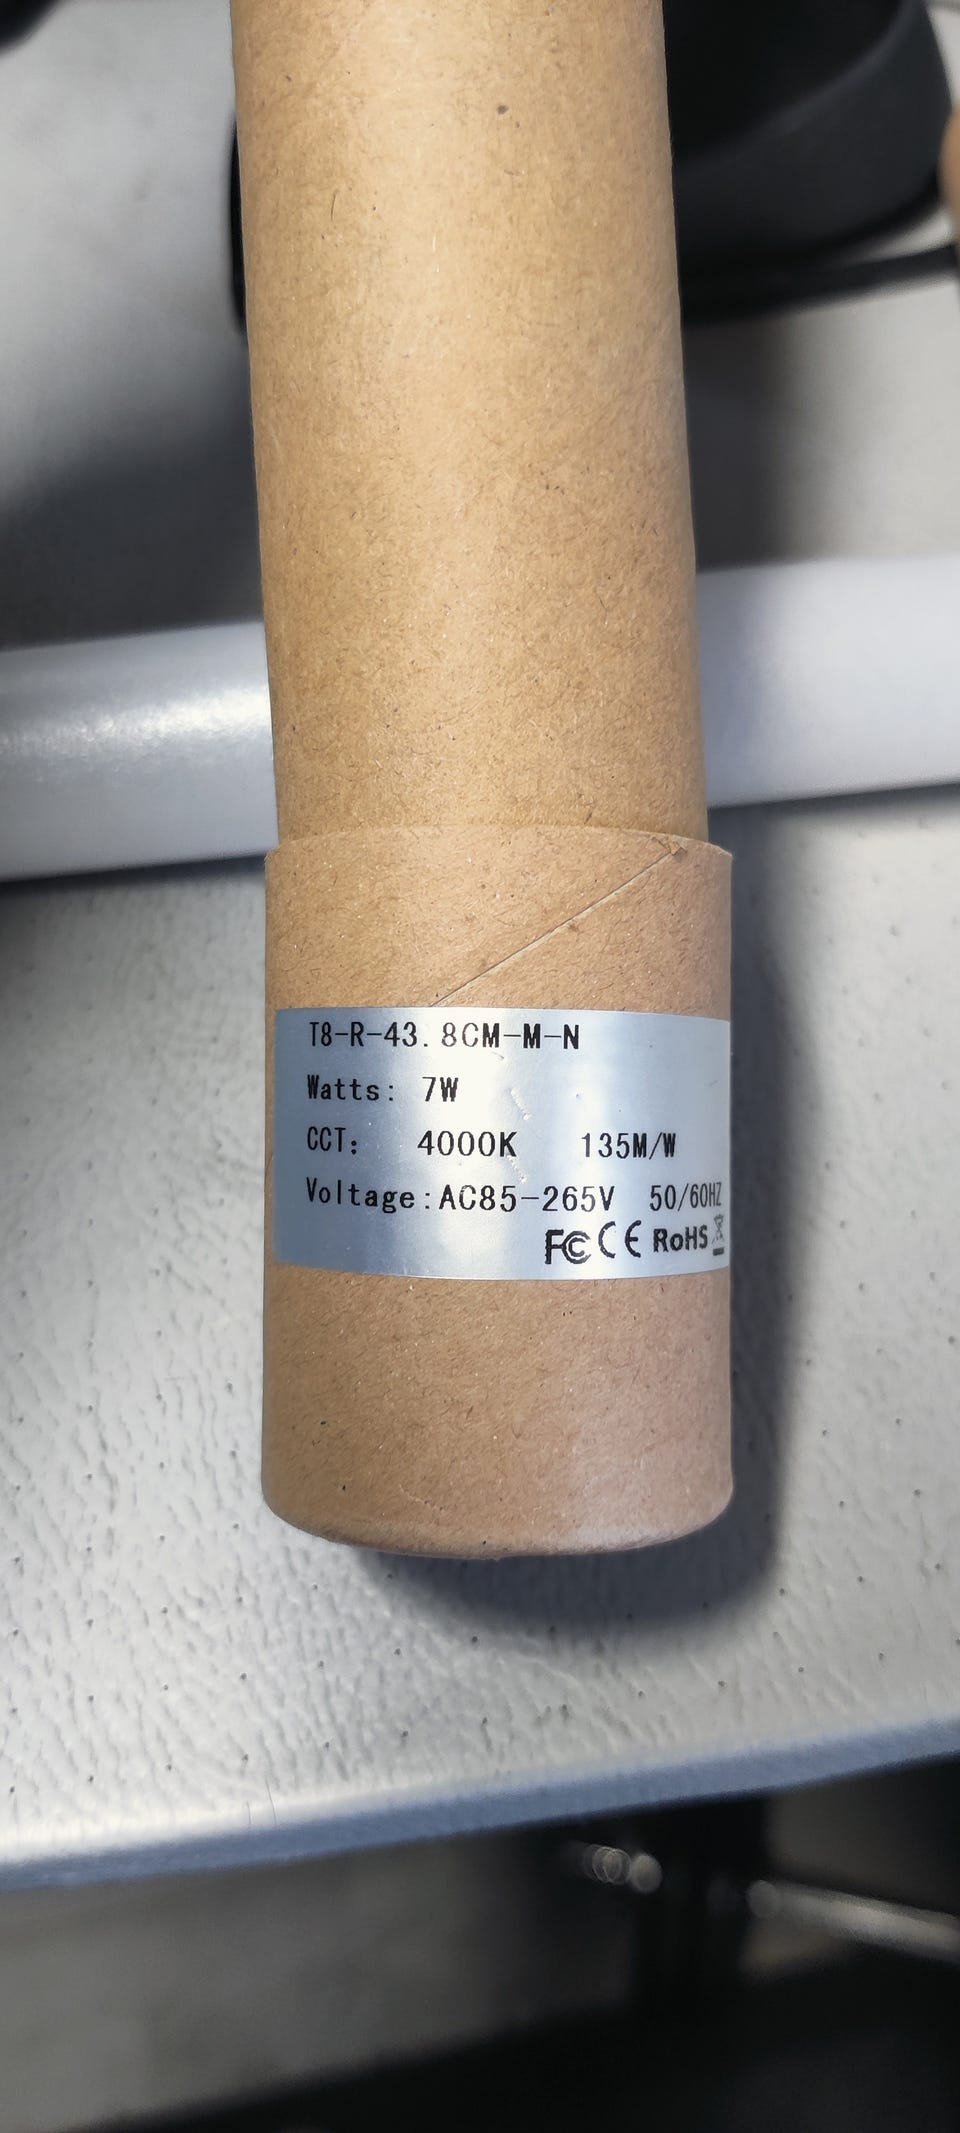 T8-R-43.8CM-M-N
Watts: 7W
CCT: 4000K 135M/W
Voltage:AC85-265V 50/60HZ
FC CE RoHS